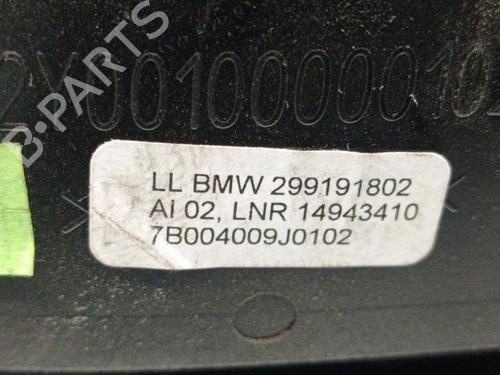 B-PARTS
LL BMW 299191802
AI 02, LNR 14943410
7B004009J0102